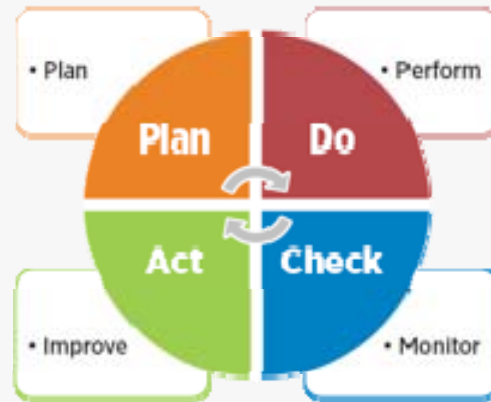 • Plan
• Perform
Plan
Do
Act
Check
• Improve
• Monitor